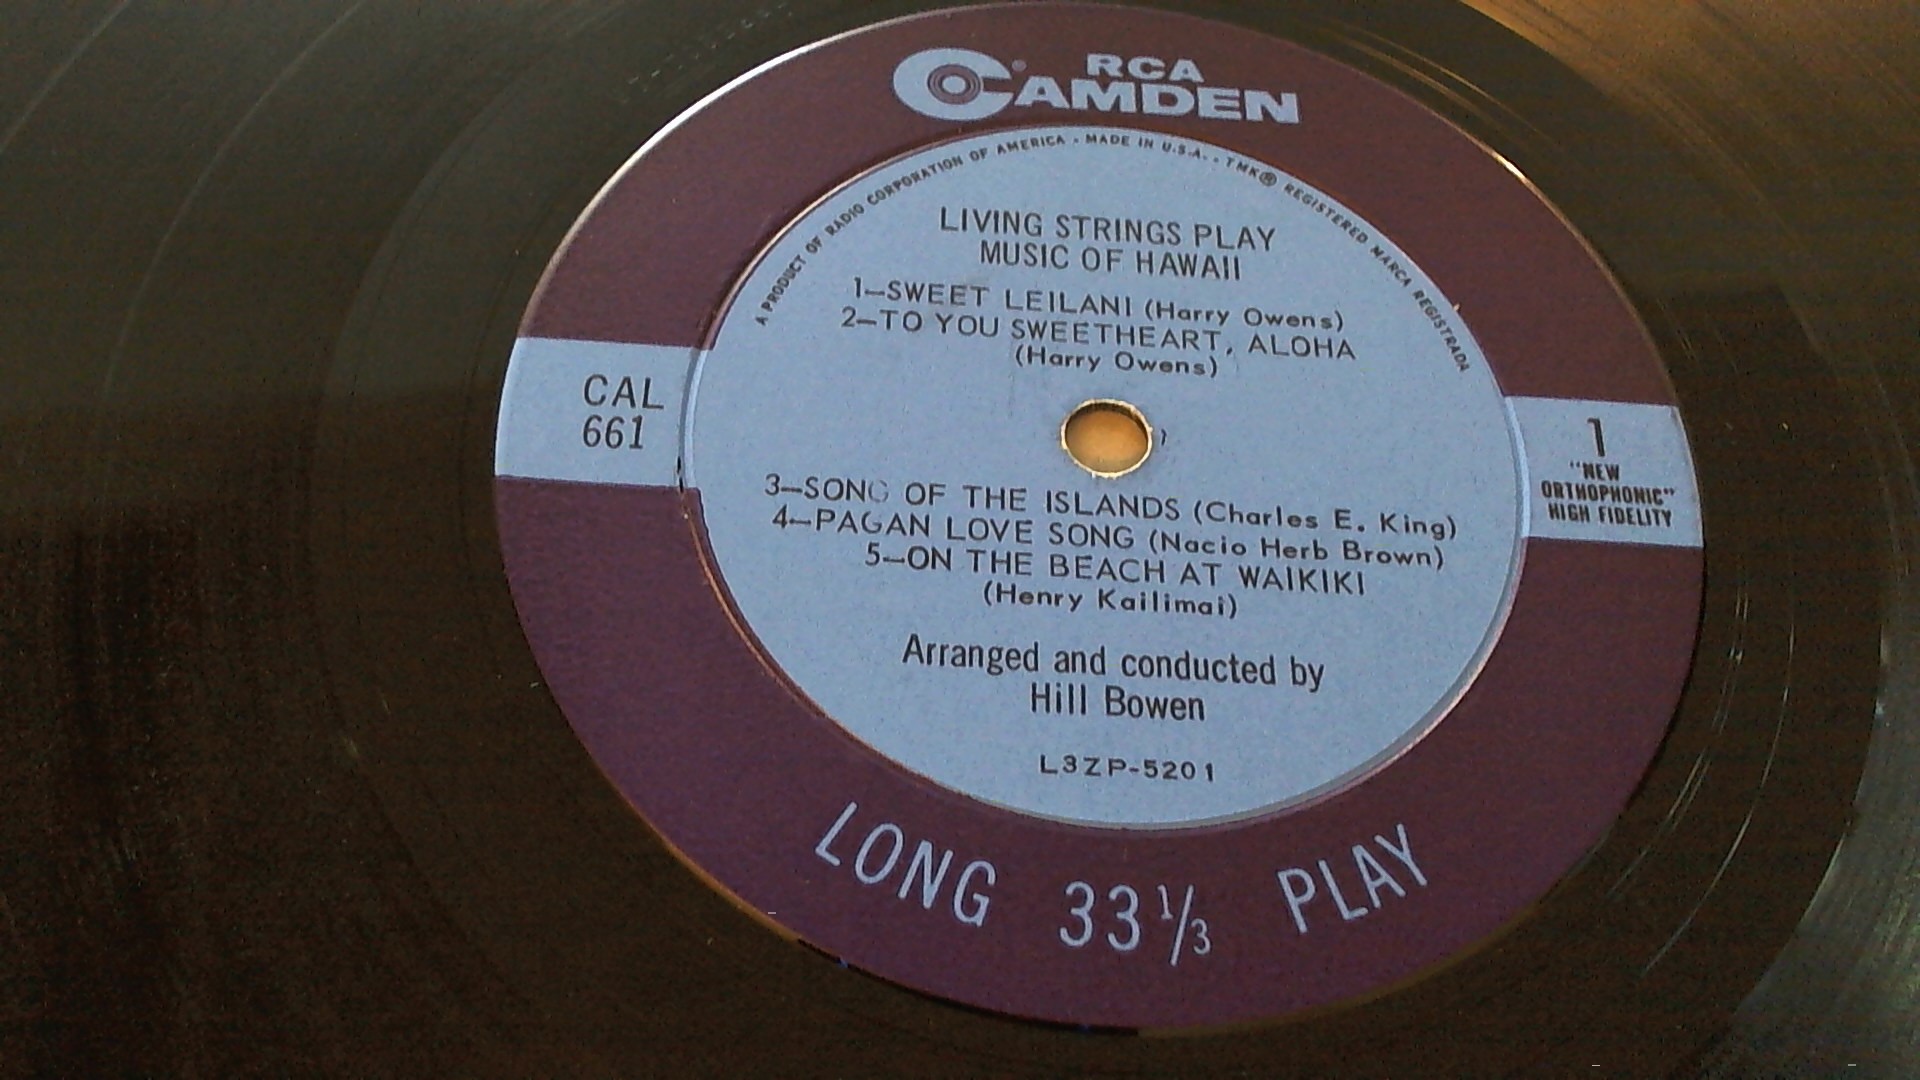 RCA
CAMDEN
A PRODUCT OF RADIO CORPORATION OF AMERICA · MADE IN U.S.A. · TMK® REGISTERED MARCA REGISTRADA
LIVING STRINGS PLAY
MUSIC OF HAWAII
1—SWEET LEILANI (Harry Owens)
2—TO YOU SWEETHEART, ALOHA
(Harry Owens)
CAL
661
1
"NEW
ORTHOPHONIC"
HIGH FIDELITY
3—SONG OF THE ISLANDS (Charles E. King)
4—PAGAN LOVE SONG (Nacio Herb Brown)
5—ON THE BEACH AT WAIKIKI
(Henry Kailimai)
Arranged and conducted by
Hill Bowen
L3ZP-5201
LONG 33 1/3 PLAY